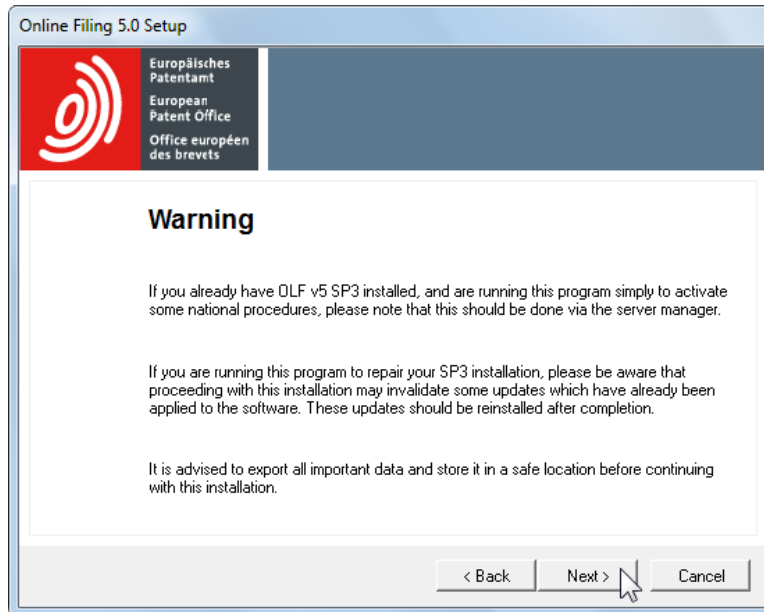 Online Filing 5.0 Setup
Europäisches
Patentamt
European
Patent Office
Office européen
des brevets
Warning
If you already have OLF v5 SP3 installed, and are running this program simply to activate
some national procedures, please note that this should be done via the server manager.
If you are running this program to repair your SP3 installation, please be aware that
proceeding with this installation may invalidate some updates which have already been
applied to the software. These updates should be reinstalled after completion.
It is advised to export all important data and store it in a safe location before continuing
with this installation.
< Back
Next >
Cancel